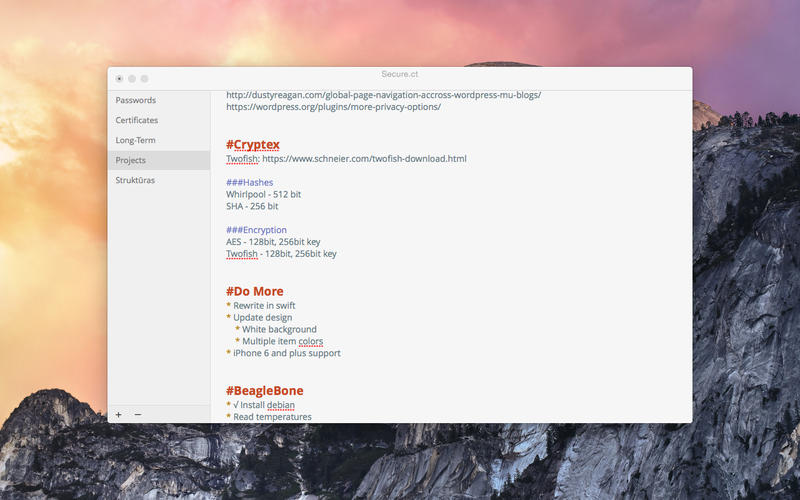 Secure.ct
Passwords
Certificates
Long-Term
Projects
Struktūras
http://dustyreagan.com/global-page-navigation-accross-wordpress-mu-blogs/
https://wordpress.org/plugins/more-privacy-options/
#Cryptex
Twofish: https://www.schneier.com/twofish-download.html
###Hashes
Whirlpool - 512 bit
SHA - 256 bit
###Encryption
AES - 128bit, 256bit key
Twofish - 128bit, 256bit key
#Do More
* Rewrite in swift
* Update design
* White background
* Multiple item colors
* iPhone 6 and plus support
#BeagleBone
* √ Install debian
* Read temperatures
+ −